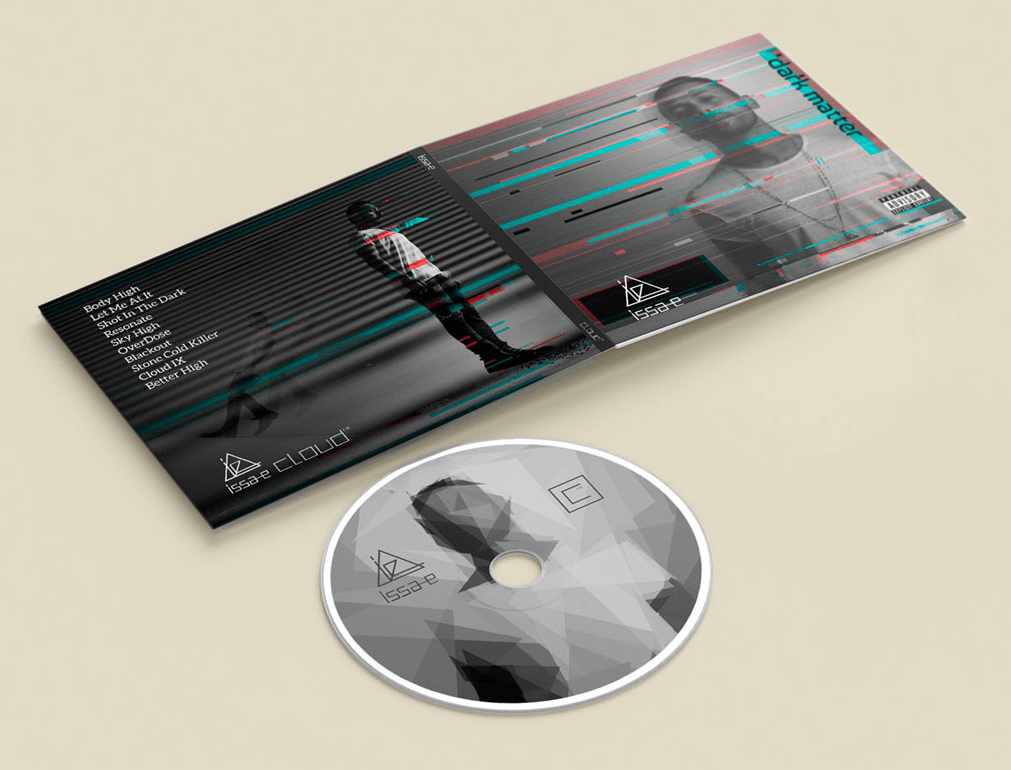 Body High
Let Me At It
Shot In The Dark
Resonate
Sky High
OverDose
Blackout
Stone Cold Killer
Cloud IX
Better High
issa-e
cloud
issa-e
CLOUD
dark matter
PARENTAL
ADVISORY
EXPLICIT CONTENT
issa-e
issa-e